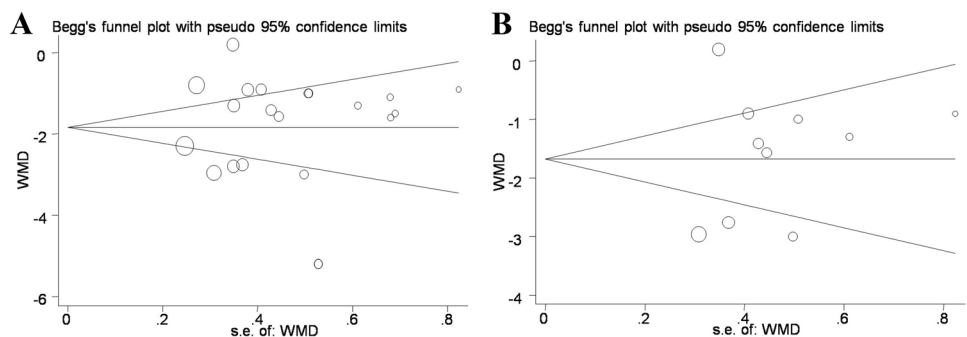 A Begg's funnel plot with pseudo 95% confidence limits
0
-2
-4
-6
WMD
0 .2 .4 .6 0.8
s.e. of: WMD
B Begg's funnel plot with pseudo 95% confidence limits
0
-1
-2
-3
-4
WMD
0 .2 .4 .6 0.8
s.e. of: WMD